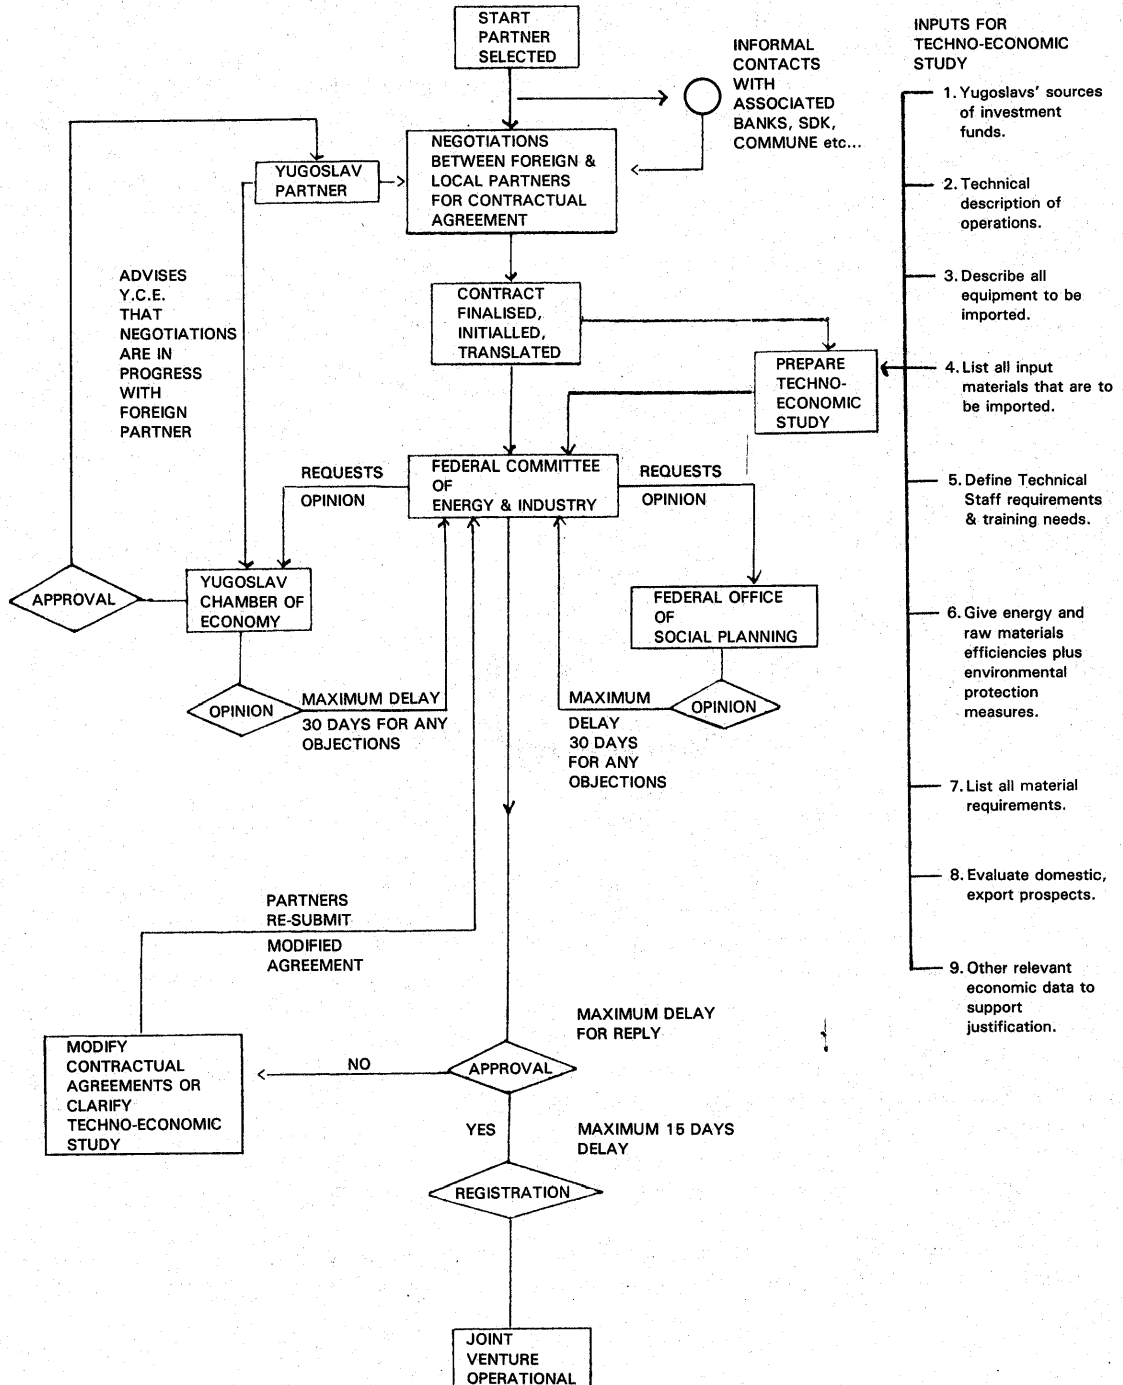 START
PARTNER
SELECTED
INFORMAL
CONTACTS
WITH
ASSOCIATED
BANKS, SDK,
COMMUNE etc...
INPUTS FOR
TECHNO-ECONOMIC
STUDY
NEGOTIATIONS
BETWEEN FOREIGN &
LOCAL PARTNERS
FOR CONTRACTUAL
AGREEMENT
YUGOSLAV
PARTNER
ADVISES
Y.C.E.
THAT
NEGOTIATIONS
ARE IN
PROGRESS
WITH
FOREIGN
PARTNER
CONTRACT
FINALISED,
INITIALLED,
TRANSLATED
PREPARE
TECHNO-
ECONOMIC
STUDY
1. Yugoslavs' sources
of investment
funds.
2. Technical
description of
operations.
3. Describe all
equipment to be
imported.
4. List all input
materials that are to
be imported.
5. Define Technical
Staff requirements
& training needs.
6. Give energy and
raw materials
efficiencies plus
environmental
protection
measures.
7. List all material
requirements.
8. Evaluate domestic,
export prospects.
9. Other relevant
economic data to
support
justification.
FEDERAL COMMITTEE
OF
ENERGY & INDUSTRY
REQUESTS
OPINION
REQUESTS
OPINION
APPROVAL
YUGOSLAV
CHAMBER OF
ECONOMY
FEDERAL OFFICE
OF
SOCIAL PLANNING
OPINION
MAXIMUM DELAY
30 DAYS FOR ANY
OBJECTIONS
MAXIMUM
DELAY
30 DAYS
FOR ANY
OBJECTIONS
OPINION
PARTNERS
RE-SUBMIT
MODIFIED
AGREEMENT
MAXIMUM DELAY
FOR REPLY
MODIFY
CONTRACTUAL
AGREEMENTS OR
CLARIFY
TECHNO-ECONOMIC
STUDY
NO
APPROVAL
YES
MAXIMUM 15 DAYS
DELAY
REGISTRATION
JOINT
VENTURE
OPERATIONAL